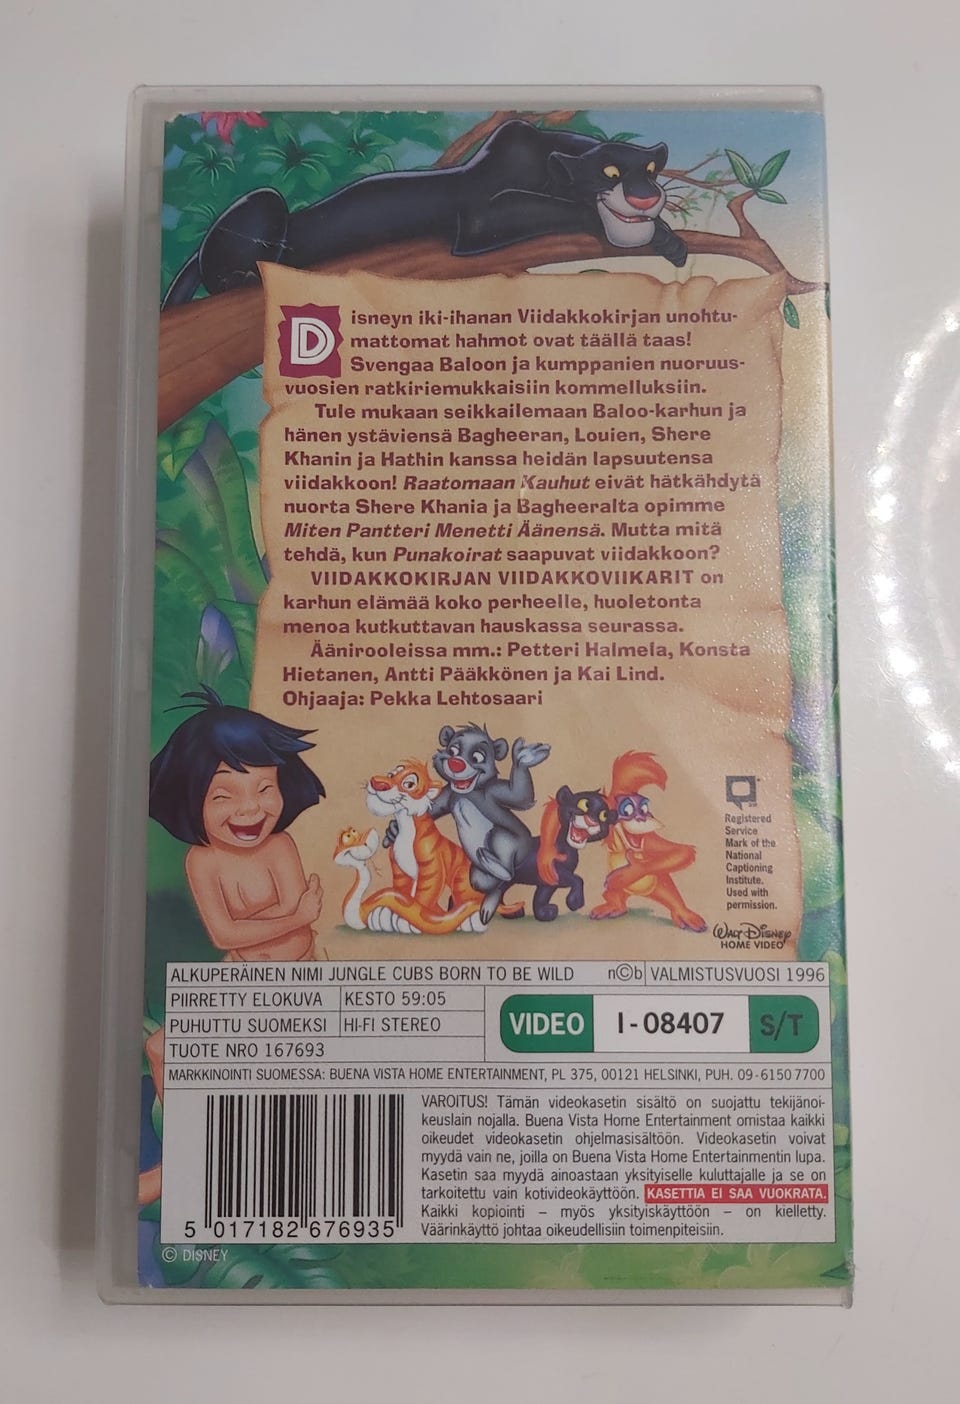 Disneyn iki-ihanan Viidakkokirjan unohtu-
mattomat hahmot ovat täällä taas!
Svengaa Baloon ja kumppanien nuoruus-
vuosien ratkiriemukkaisiin kommelluksiin.
Tule mukaan seikkailemaan Baloo-karhun ja
hänen ystäviensä Bagheeran, Louien, Shere
Khanin ja Hathin kanssa heidän lapsuutensa
viidakkoon! Raatomaan Kauhut eivät hätkähdytä
nuorta Shere Khania ja Bagheeralta opimme
Miten Pantteri Menetti Äänensä. Mutta mitä
tehdä, kun Punakoirat saapuvat viidakkoon?
VIIDAKKOKIRJAN VIIDAKKOVIIKARIT on
karhun elämää koko perheelle, huoletonta
menoa kutkuttavan hauskassa seurassa.
Äänirooleissa mm.: Petteri Halmela, Konsta
Hietanen, Antti Pääkkönen ja Kai Lind.
Ohjaaja: Pekka Lehtosaari
Registered
Service
Mark of the
National
Captioning
Institute.
Used with
permission.
WALT DISNEY
HOME VIDEO
ALKUPERÄINEN NIMI JUNGLE CUBS BORN TO BE WILD n©b VALMISTUSVUOSI 1996
PIIRRETTY ELOKUVA KESTO 59:05
PUHUTTU SUOMEKSI HI-FI STEREO
TUOTE NRO 167693
VIDEO I-08407 S/T
MARKKINOINTI SUOMESSA: BUENA VISTA HOME ENTERTAINMENT, PL 375, 00121 HELSINKI, PUH. 09-6150 7700
VAROITUS! Tämän videokasetin sisältö on suojattu tekijänoi-
keuslain nojalla. Buena Vista Home Entertainment omistaa kaikki
oikeudet videokasetin ohjelmasisältöön. Videokasetin voivat
myydä vain ne, joilla on Buena Vista Home Entertainmentin lupa.
Kasetin saa myydä ainoastaan yksityiselle kuluttajalle ja se on
tarkoitettu vain kotivideokäyttöön. KASETTIA EI SAA VUOKRATA.
Kaikki kopiointi – myös yksityiskäyttöön – on kielletty.
Väärinkäyttö johtaa oikeudellisiin toimenpiteisiin.
5 017182 676935
© DISNEY